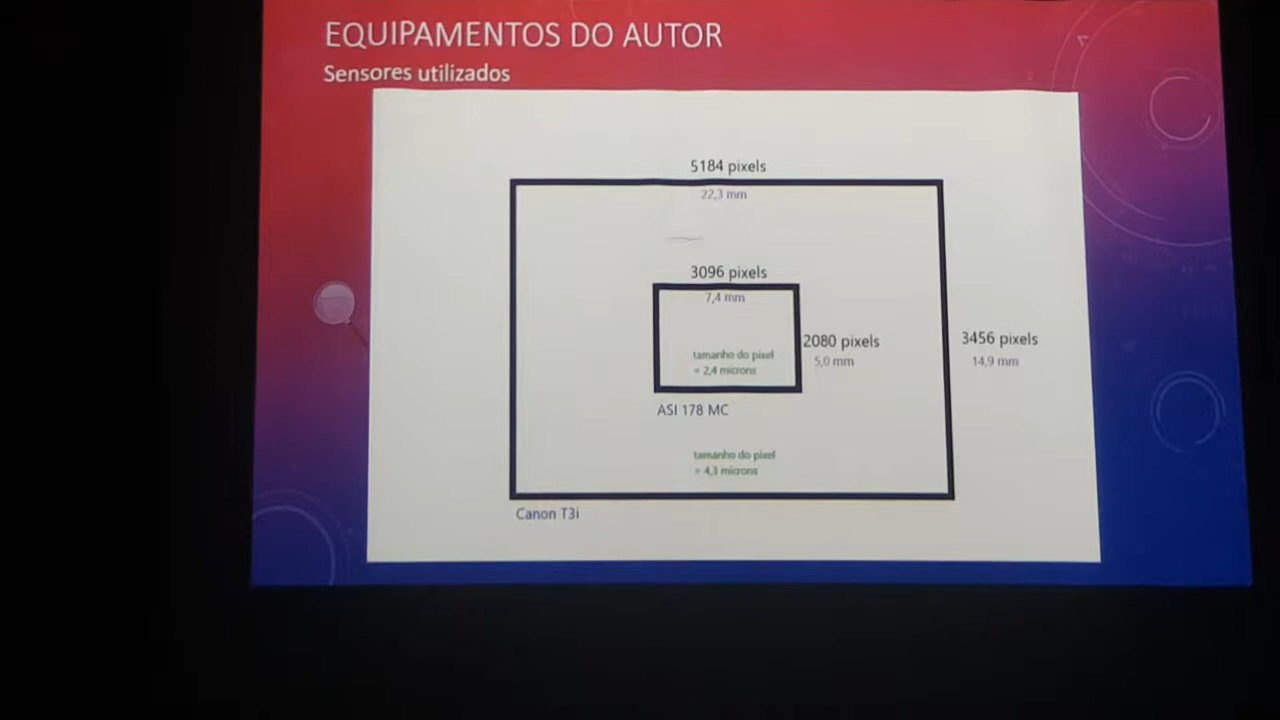 EQUIPAMENTOS DO AUTOR
Sensores utilizados
5184 pixels
22,3 mm
3096 pixels
7,4 mm
2080 pixels
5,0 mm
3456 pixels
14,9 mm
tamanho do pixel
= 2,4 microns
ASI 178 MC
tamanho do pixel
= 4,3 microns
Canon T3i